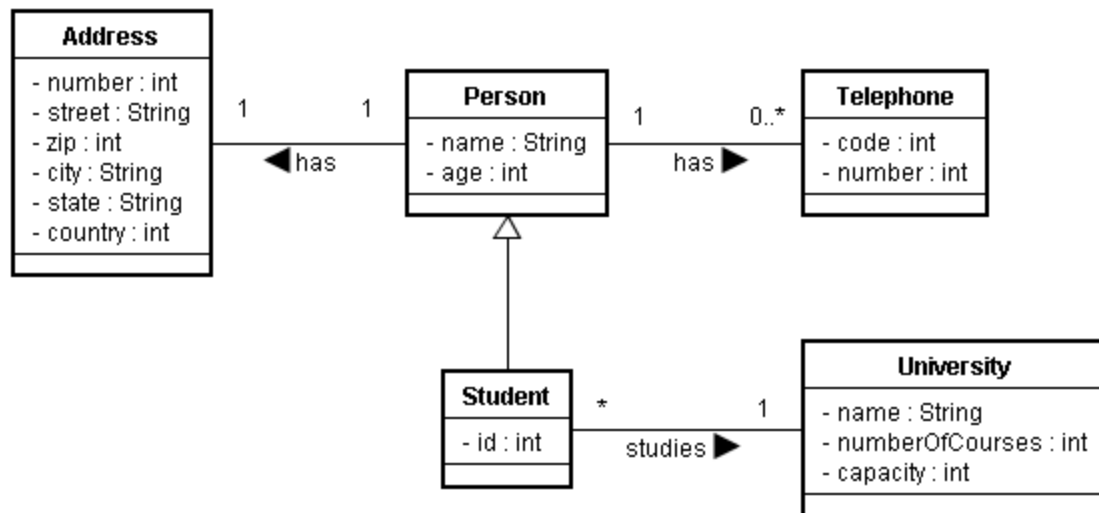 Address
- number : int
- street : String
- zip : int
- city : String
- state : String
- country : int
1
1
has
Person
- name : String
- age : int
1
0..*
has
Telephone
- code : int
- number : int
Student
- id : int
*
1
studies
University
- name : String
- numberOfCourses : int
- capacity : int